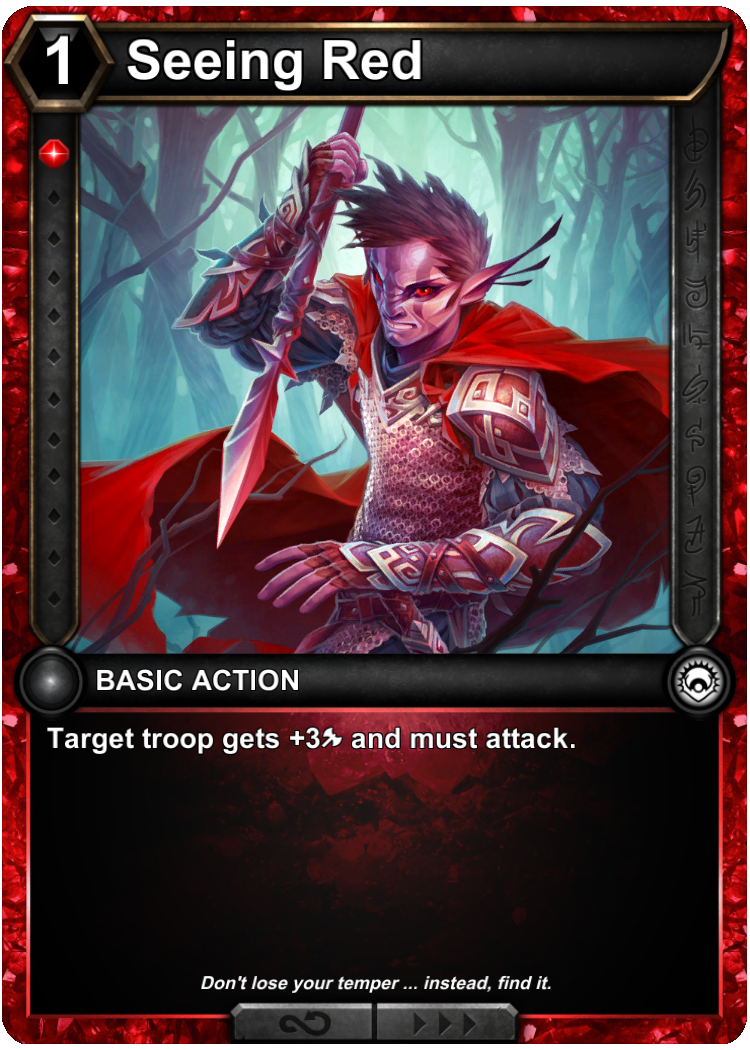 1 Seeing Red
BASIC ACTION
Target troop gets +3 and must attack.
Don't lose your temper ... instead, find it.